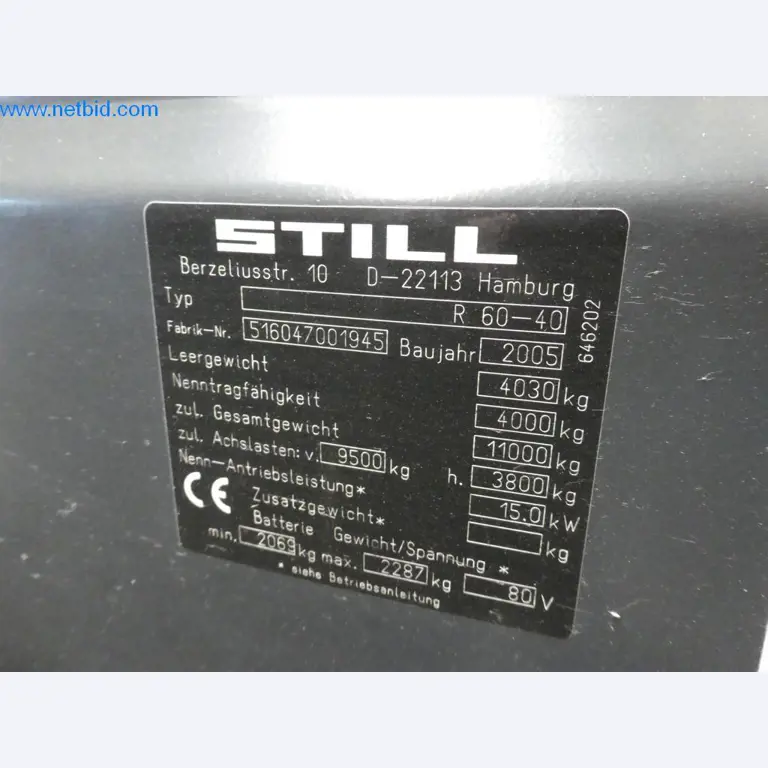 www.netbid.com
STILL
Berzeliusstr. 10 D-22113 Hamburg
Typ R 60-40
Fabrik-Nr. 516047001945 Baujahr 2005
646202
Leergewicht 4030 kg
Nenntragfähigkeit 4000 kg
zul. Gesamtgewicht 11000 kg
zul. Achslasten: v. 9500 kg h. 3800 kg
Nenn-Antriebsleistung* 15.0 kW
CE Zusatzgewicht* kg
Batterie Gewicht/Spannung *
min. 2069 kg max. 2287 kg 80 V
* siehe Betriebsanleitung